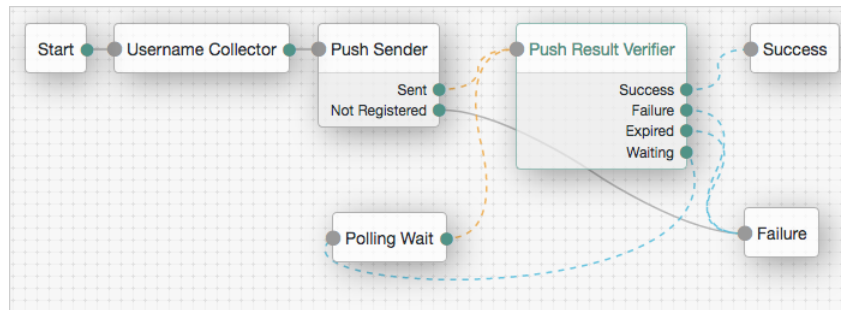 Start
Username Collector
Push Sender
Sent
Not Registered
Push Result Verifier
Success
Failure
Expired
Waiting
Success
Polling Wait
Failure